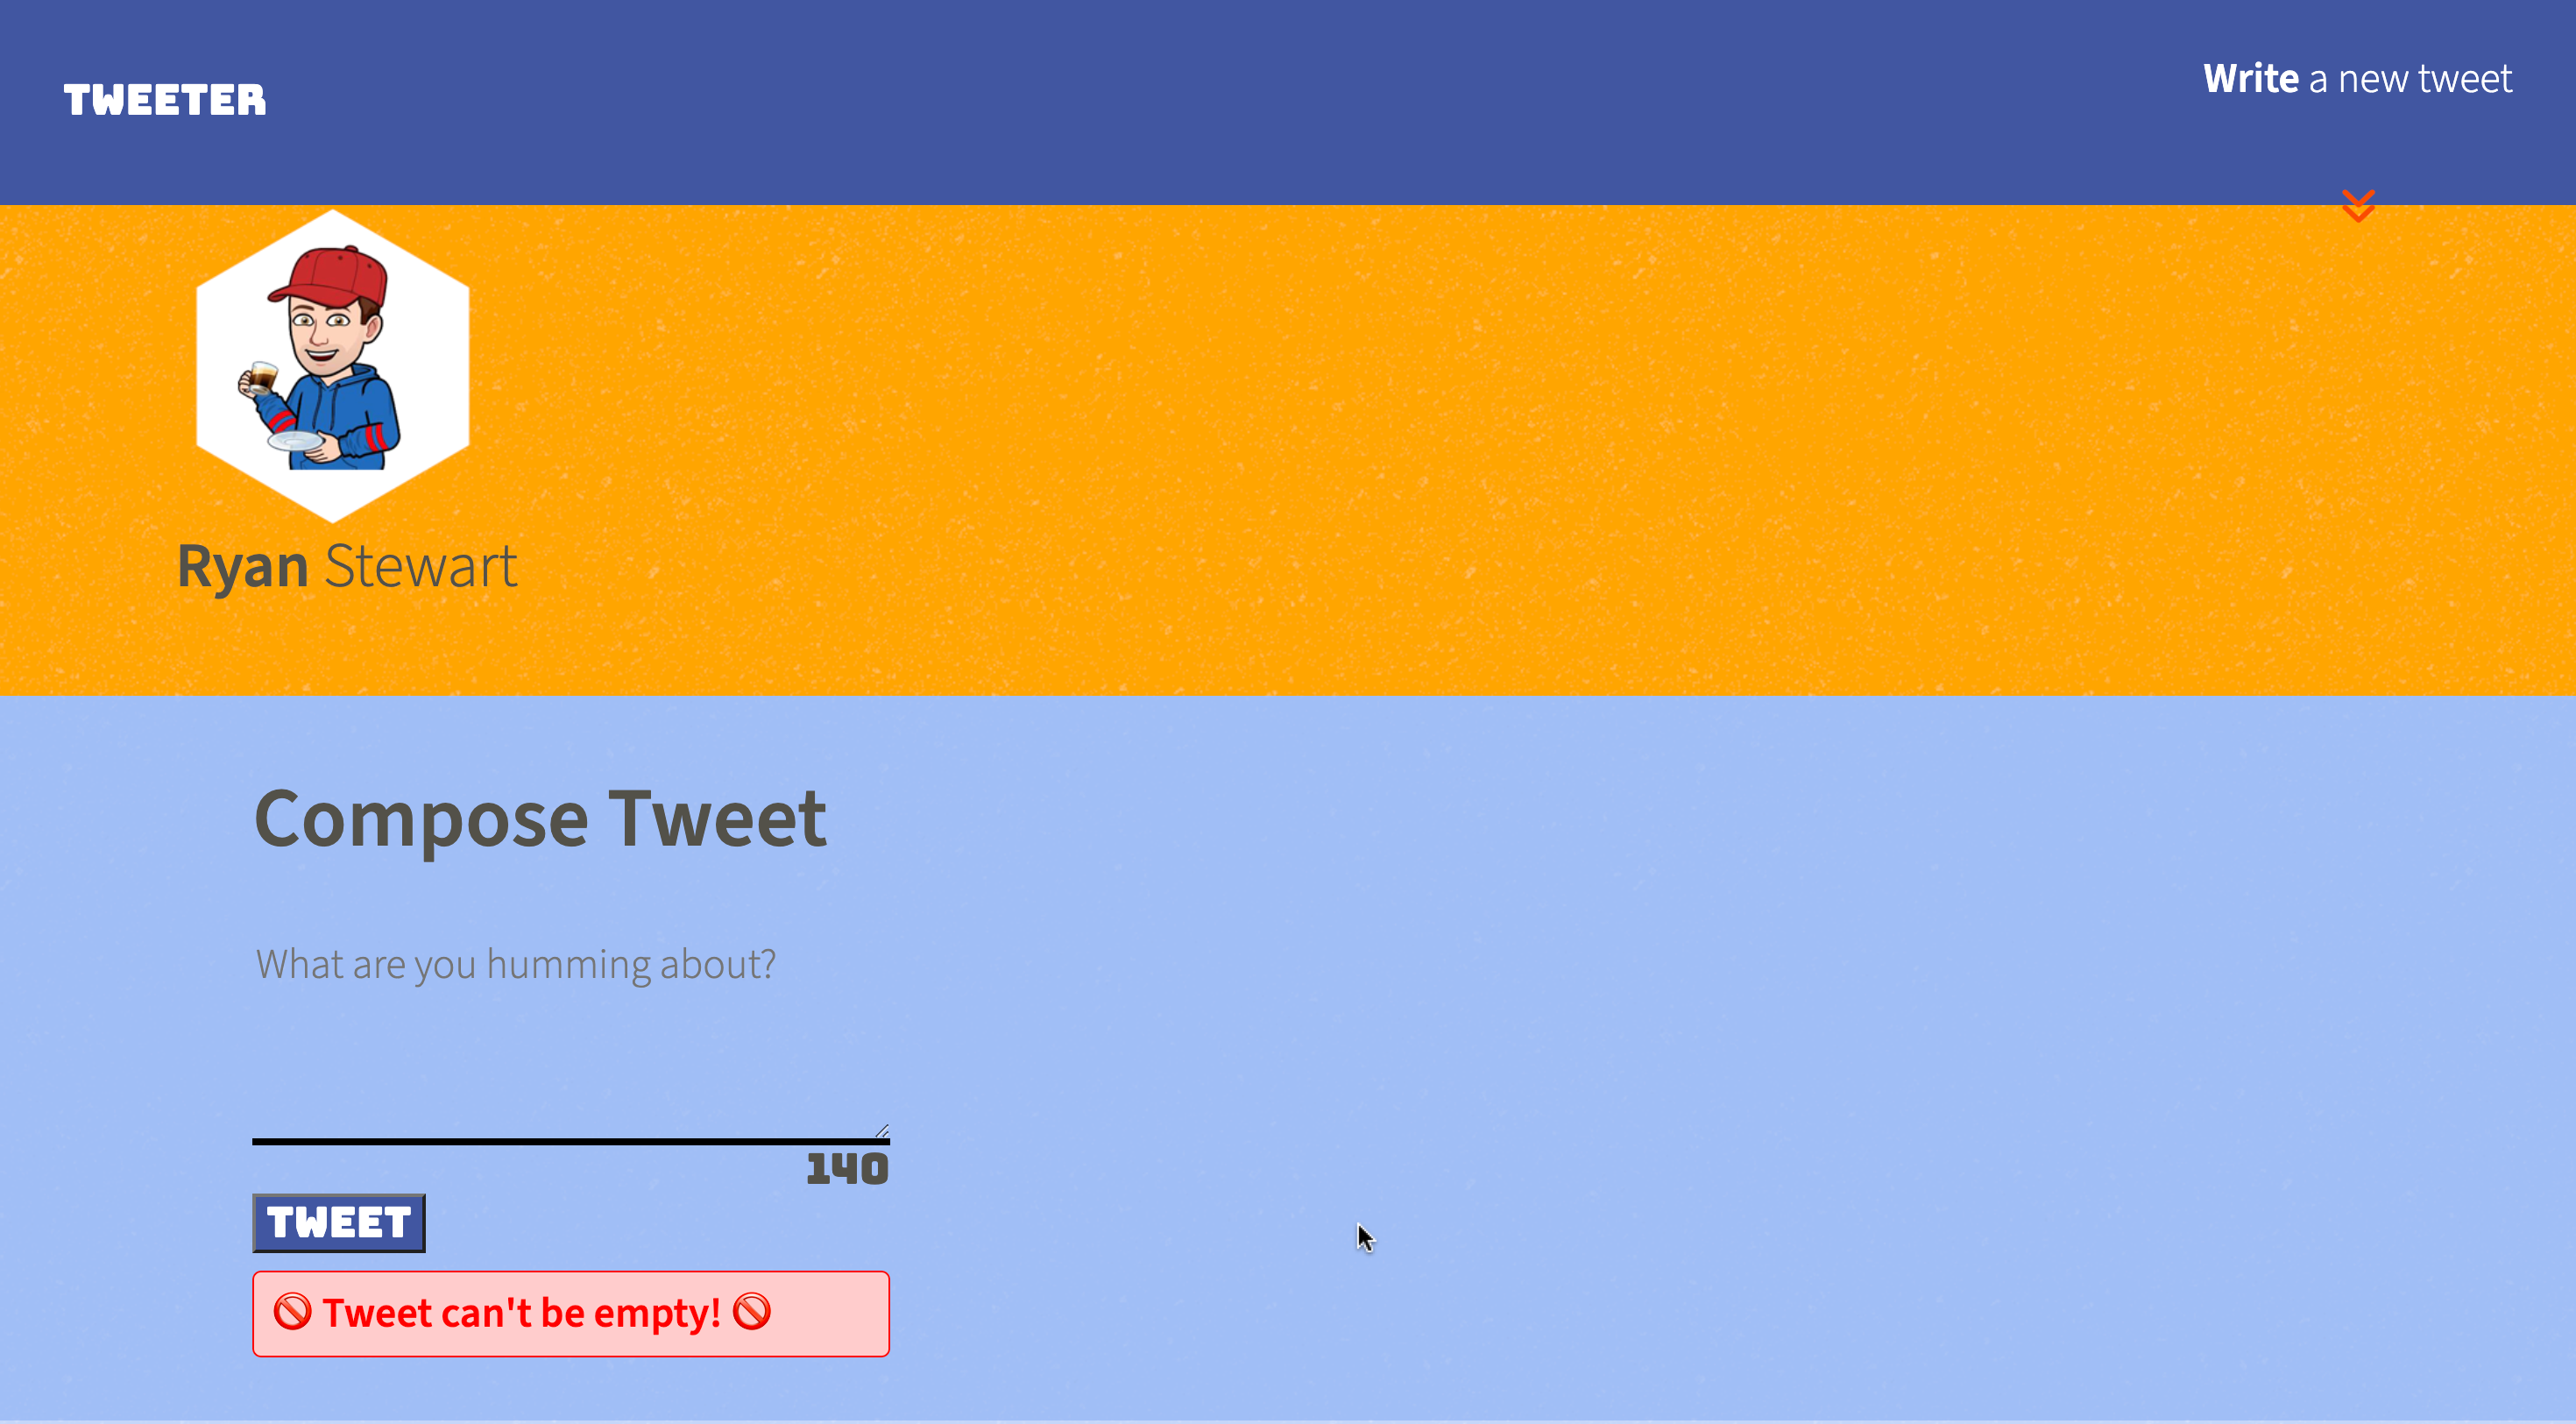 TWEETER
Write a new tweet
Ryan Stewart
Compose Tweet
What are you humming about?
140
TWEET
🚫 Tweet can't be empty! 🚫